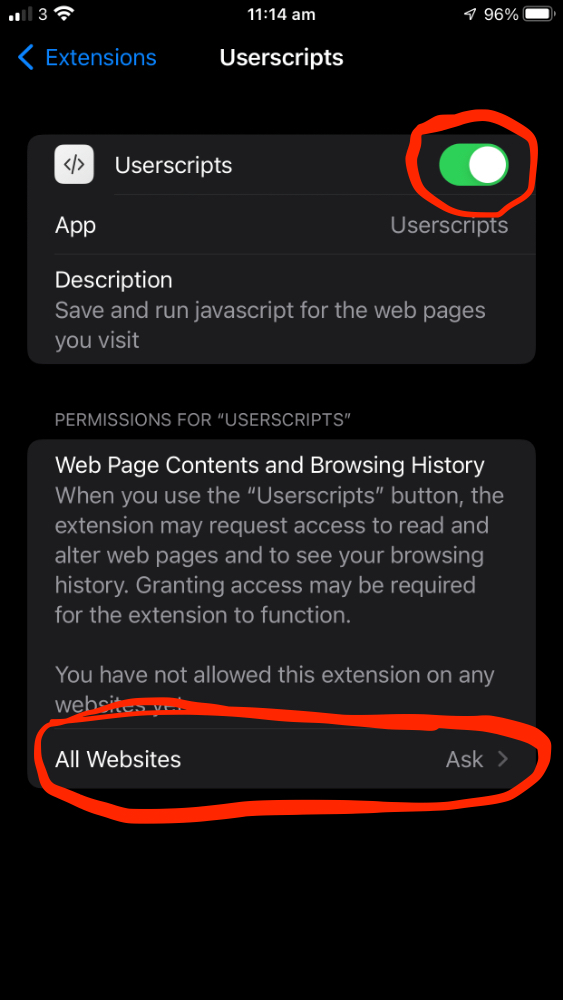 3 11:14 am 96%
Extensions Userscripts
</> Userscripts
App Userscripts
Description
Save and run javascript for the web pages
you visit
PERMISSIONS FOR “USERSCRIPTS”
Web Page Contents and Browsing History
When you use the “Userscripts” button, the
extension may request access to read and
alter web pages and to see your browsing
history. Granting access may be required
for the extension to function.
You have not allowed this extension on any
websites yet.
All Websites Ask